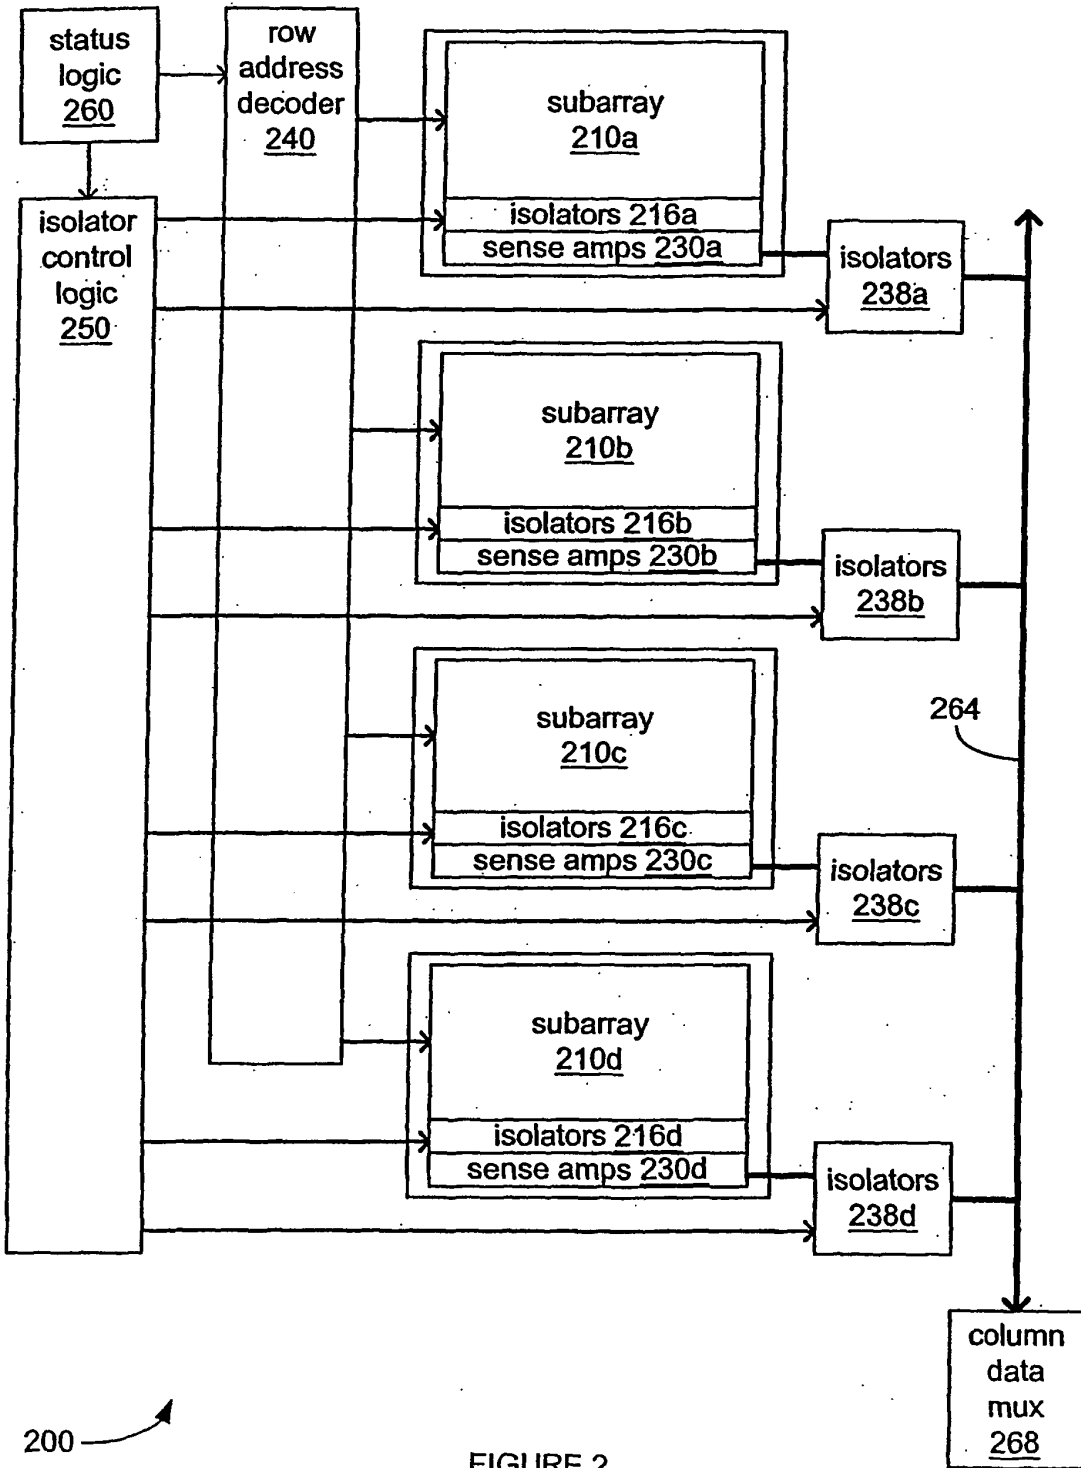 status
logic
260
row
address
decoder
240
subarray
210a
isolators 216a
sense amps 230a
isolator
control
logic
250
isolators
238a
subarray
210b
isolators 216b
sense amps 230b
isolators
238b
subarray
210c
isolators 216c
sense amps 230c
264
isolators
238c
subarray
210d
isolators 216d
sense amps 230d
isolators
238d
column
data
mux
268
200
FIGURE 2